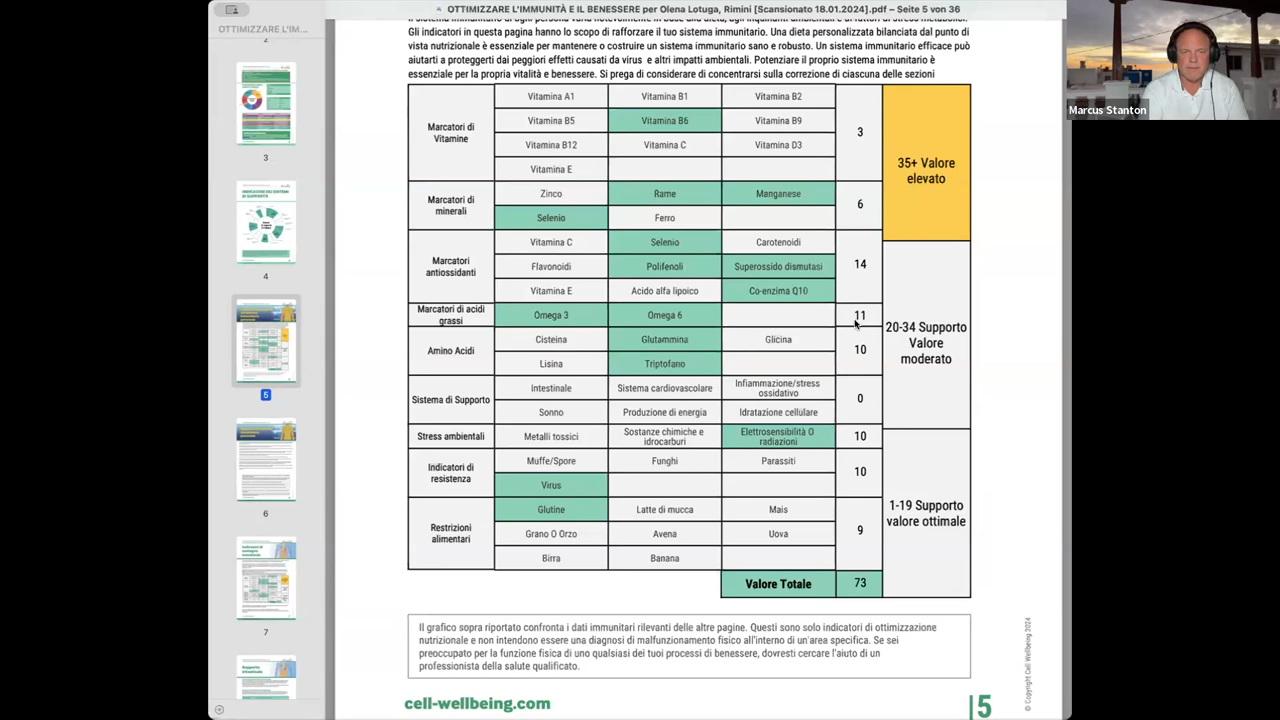 OTTIMIZZARE L'IMMUNITÀ E IL BENESSERE per Olena Lotuga, Rimini [Scansionato 18.01.2024].pdf – Seite 5 von 36
OTTIMIZZARE L'IM...
2
3
4
5
6
7
Marcus Stanton
Gli indicatori in questa pagina hanno lo scopo di rafforzare il tuo sistema immunitario. Una dieta personalizzata bilanciata dal punto di
vista nutrizionale è essenziale per mantenere o costruire un sistema immunitario sano e robusto. Un sistema immunitario efficace può
aiutarti a proteggerti dai peggiori effetti causati da virus e altri impatti ambientali. Potenziare il proprio sistema immunitario è
essenziale per la propria vitalità e benessere. Si prega di considerare di concentrarsi sulla correzione di ciascuna delle sezioni
Marcatori di Vitamine
Vitamina A1 Vitamina B1 Vitamina B2
Vitamina B5 Vitamina B6 Vitamina B9
Vitamina B12 Vitamina C Vitamina D3
Vitamina E
3
Marcatori di minerali
Zinco Rame Manganese
Selenio Ferro
6
Marcatori antiossidanti
Vitamina C Selenio Carotenoidi
Flavonoidi Polifenoli Superossido dismutasi
Vitamina E Acido alfa lipoico Co-enzima Q10
14
Marcatori di acidi grassi
Omega 3 Omega 6
11
Amino Acidi
Cisteina Glutammina Glicina
Lisina Triptofano
10
Sistema di Supporto
Intestinale Sistema cardiovascolare Infiammazione/stress ossidativo
Sonno Produzione di energia Idratazione cellulare
0
Stress ambientali
Metalli tossici Sostanze chimiche e idrocarburi Elettrosensibilità O radiazioni
10
Indicatori di resistenza
Muffe/Spore Funghi Parassiti
Virus
10
Restrizioni alimentari
Glutine Latte di mucca Mais
Grano O Orzo Avena Uova
Birra Banana
9
Valore Totale 73
35+ Valore
elevato
20-34 Supporto
Valore
moderato
1-19 Supporto
valore ottimale
Il grafico sopra riportato confronta i dati immunitari rilevanti delle altre pagine. Questi sono solo indicatori di ottimizzazione
nutrizionale e non intendono essere una diagnosi di malfunzionamento fisico all'interno di un'area specifica. Se sei
preoccupato per la funzione fisica di uno qualsiasi dei tuoi processi di benessere, dovresti cercare l'aiuto di un
professionista della salute qualificato.
cell-wellbeing.com
|5
© Copyright Cell Wellbeing 2024